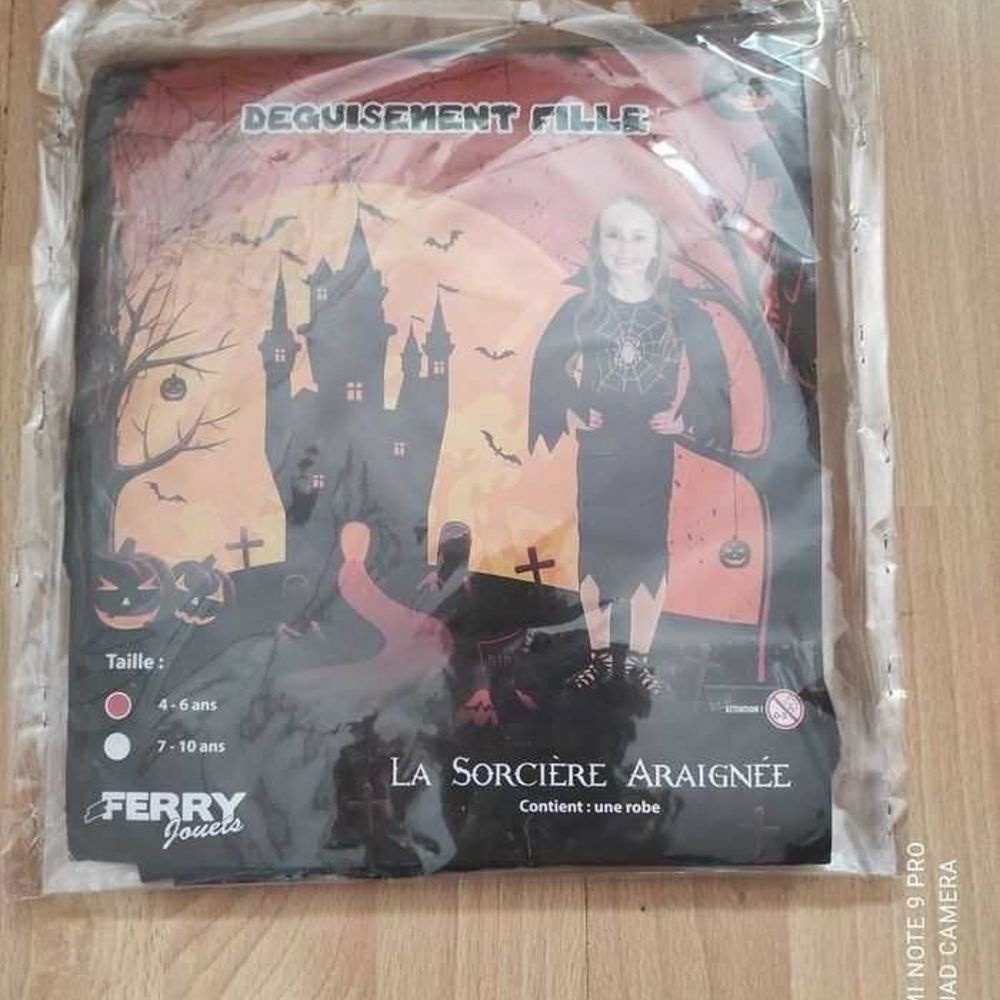 DEGUISEMENT FILLE
Taille :
4 - 6 ans
7 - 10 ans
ATTENTION !
LA SORCIÈRE ARAIGNÉE
Contient : une robe
FERRY
Jouets
MI NOTE 9 PRO
CAMERA